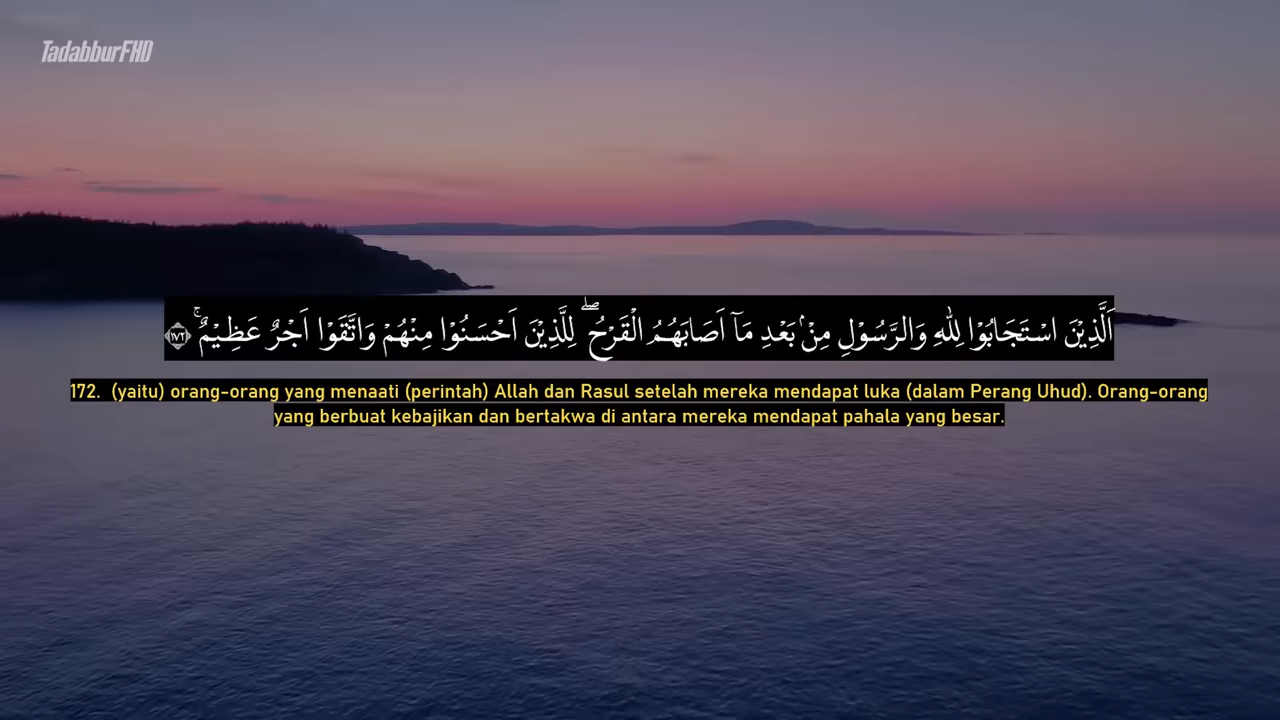 TadabburFHD
اَلَّذِيْنَ اسْتَجَابُوْا لِلّٰهِ وَالرَّسُوْلِ مِنْۢ بَعْدِ مَآ اَصَابَهُمُ الْقَرْحُ ۖ لِلَّذِيْنَ اَحْسَنُوْا مِنْهُمْ وَاتَّقَوْا اَجْرٌ عَظِيْمٌۚ ۝١٧٢
172. (yaitu) orang-orang yang menaati (perintah) Allah dan Rasul setelah mereka mendapat luka (dalam Perang Uhud). Orang-orang
yang berbuat kebajikan dan bertakwa di antara mereka mendapat pahala yang besar.